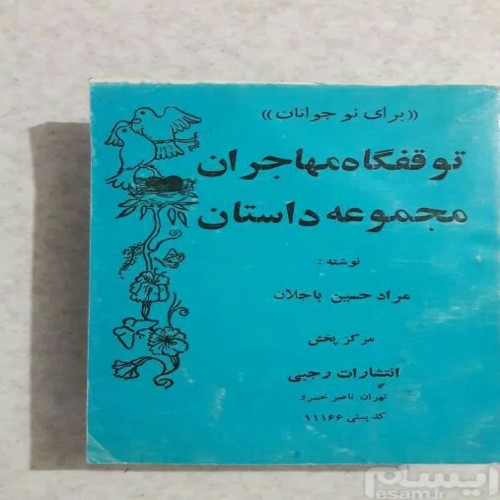 ((برای نوجوانان))
توقفگاه مهاجران
مجموعه داستان
نوشته :
مراد حسین باجلان
مرکز پخش
انتشارات رجبی
تهران ناصر خسرو
کد پستی ۱۱۱۶۶
ایسام
esam.ir